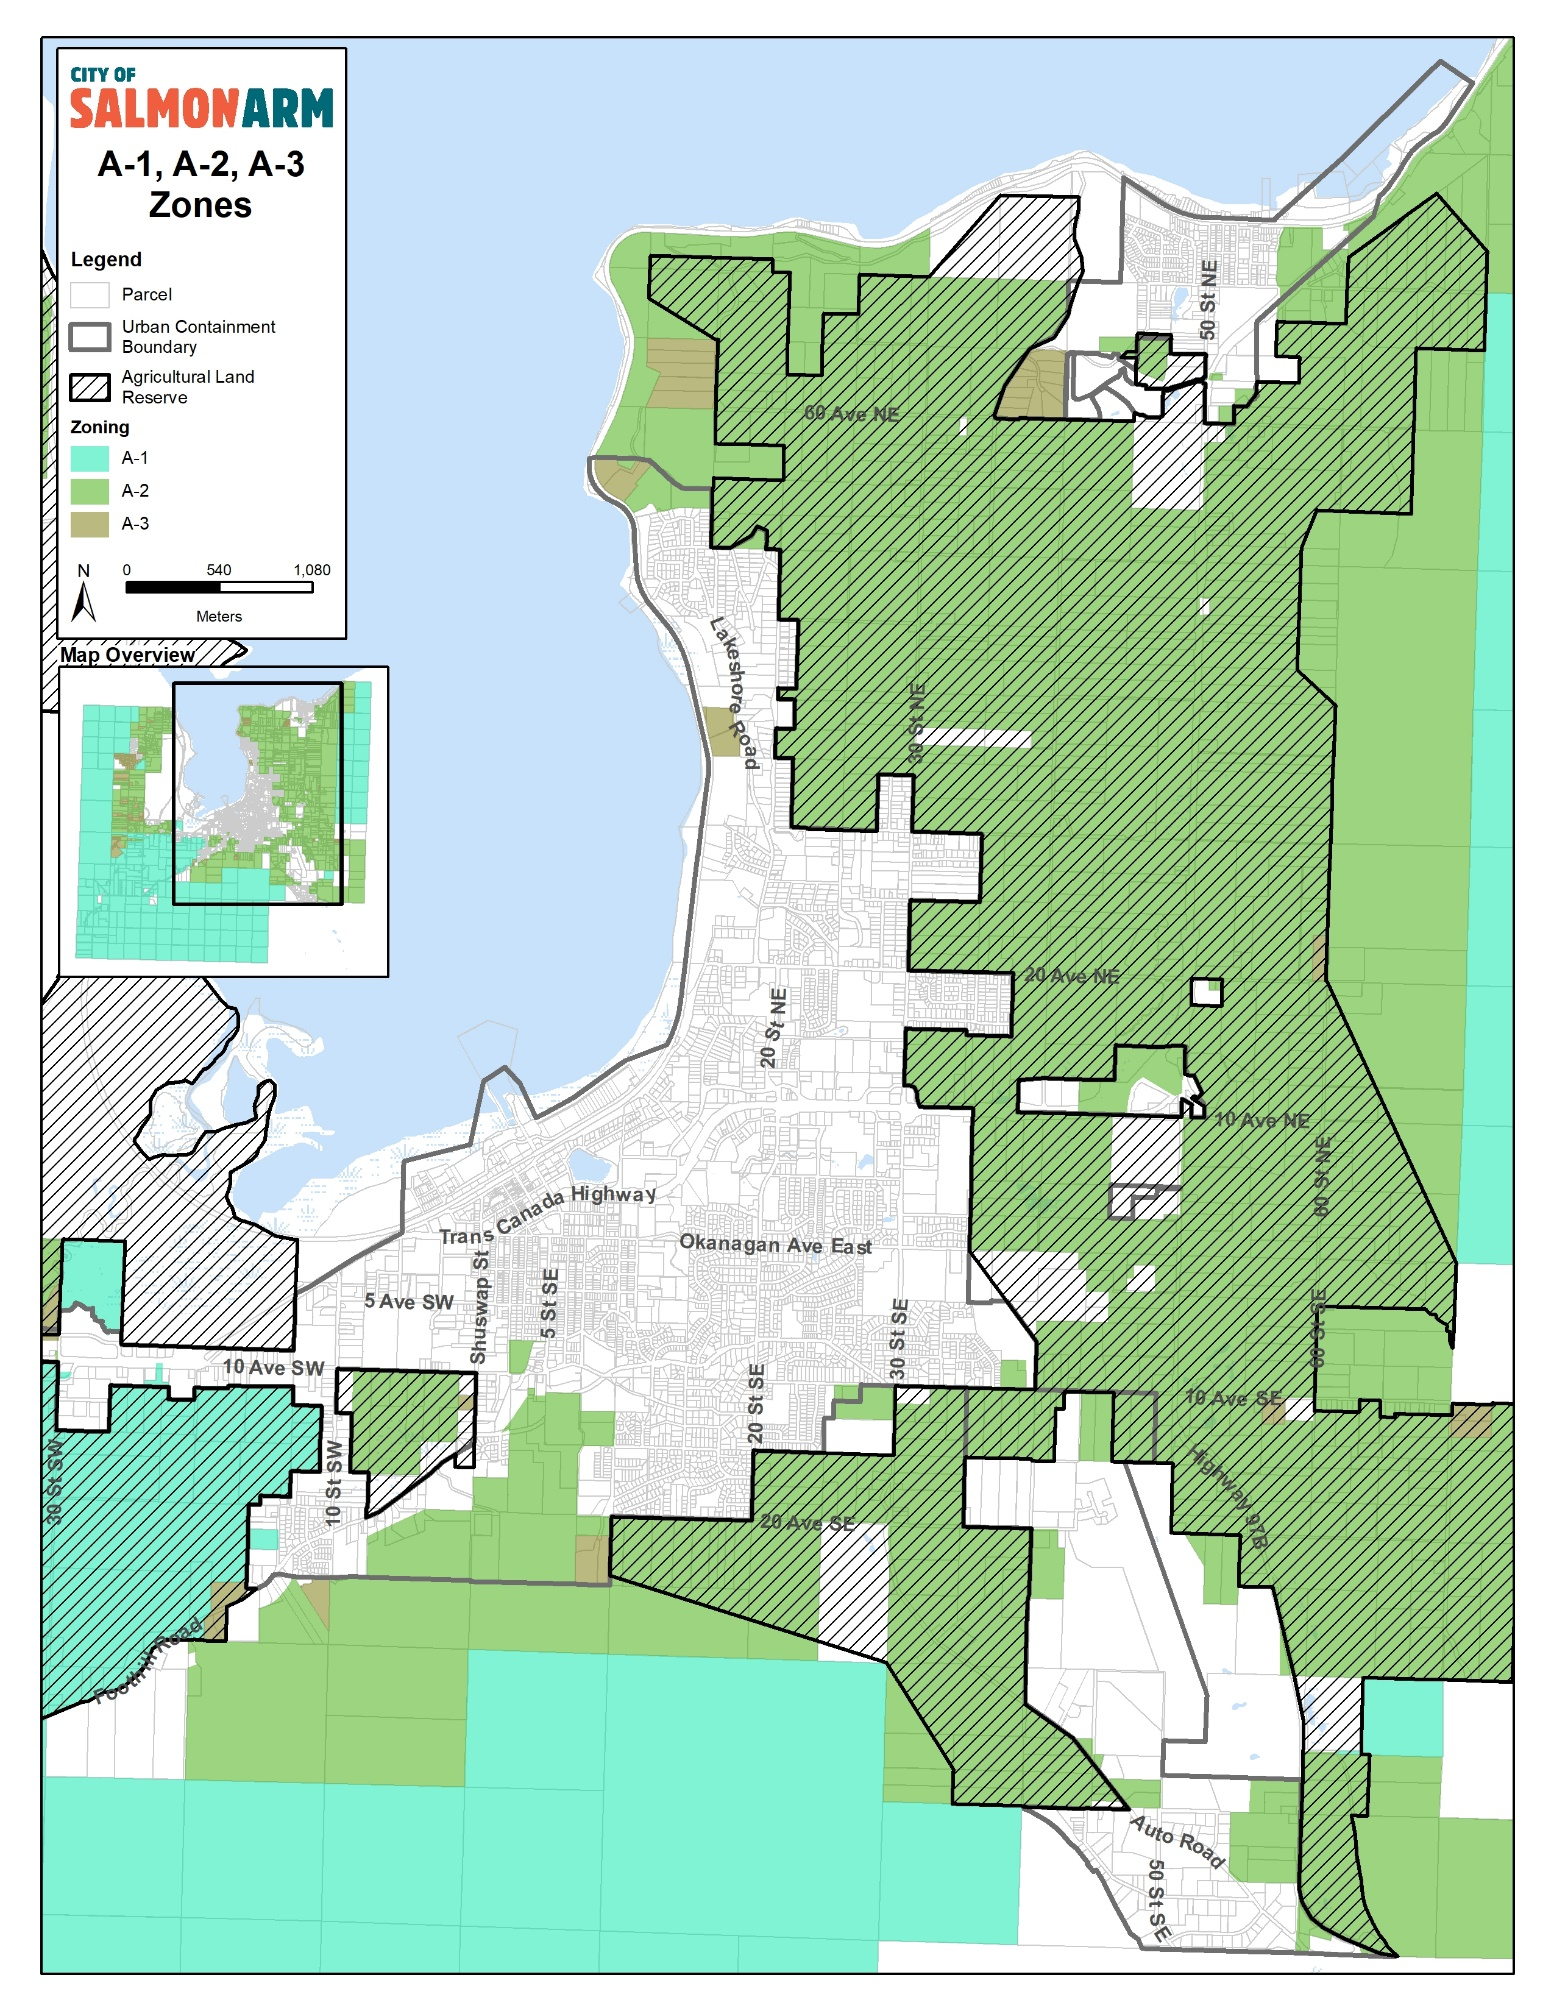 CITY OF
SALMONARM
A-1, A-2, A-3
Zones
Legend
Parcel
Urban Containment
Boundary
Agricultural Land
Reserve
Zoning
A-1
A-2
A-3
N
0 540 1,080
Meters
Map Overview
50 St NE
60 Ave NE
Lakeshore Road
30 St NE
20 Ave NE
20 St NE
10 Ave NE
60 St NE
Trans Canada Highway
Okanagan Ave East
Shuswap St
5 St SE
5 Ave SW
30 St SE
60 St SE
10 Ave SW
20 St SE
10 Ave SE
30 St SW
10 St SW
Highway 97B
20 Ave SE
Foothill Road
Auto Road
50 St SE